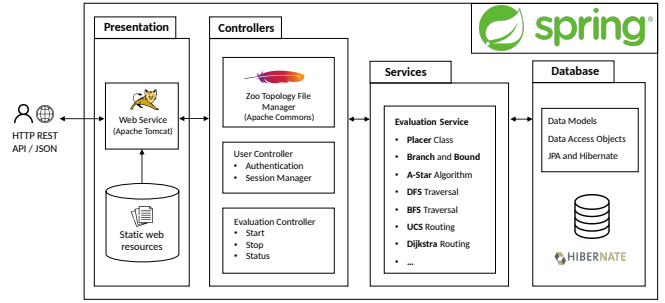 spring
Presentation
Controllers
Services
Database
HTTP REST
API / JSON
Web Service
(Apache Tomcat)
Static web
resources
Zoo Topology File
Manager
(Apache Commons)
User Controller
• Authentication
• Session Manager
Evaluation Controller
• Start
• Stop
• Status
Evaluation Service
• Placer Class
• Branch and Bound
• A-Star Algorithm
• DFS Traversal
• BFS Traversal
• UCS Routing
• Dijkstra Routing
• ...
Data Models
Data Access Objects
JPA and Hibernate
HIBERNATE